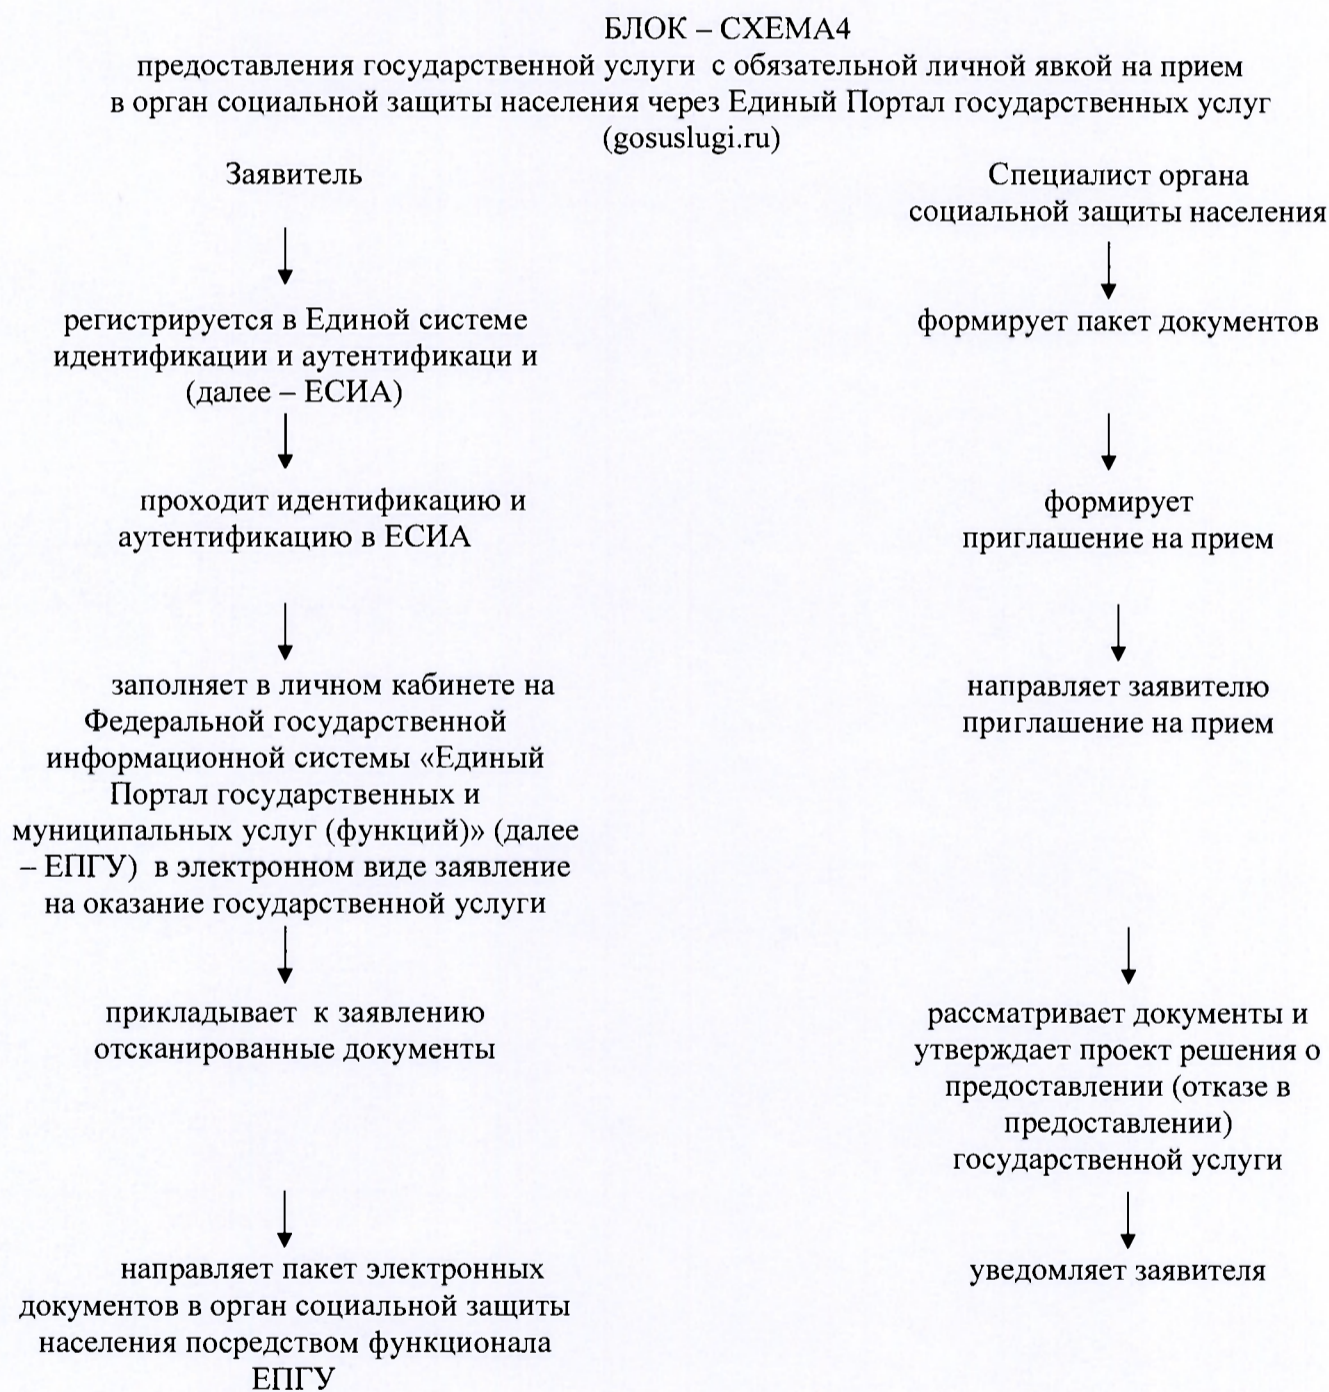 БЛОК – СХЕМА4
предоставления государственной услуги с обязательной личной явкой на прием
в орган социальной защиты населения через Единый Портал государственных услуг
(gosuslugi.ru)
Заявитель
регистрируется в Единой системе
идентификации и аутентификаци и
(далее – ЕСИА)
проходит идентификацию и
аутентификацию в ЕСИА
заполняет в личном кабинете на
Федеральной государственной
информационной системы «Единый
Портал государственных и
муниципальных услуг (функций)» (далее
– ЕПГУ) в электронном виде заявление
на оказание государственной услуги
прикладывает к заявлению
отсканированные документы
направляет пакет электронных
документов в орган социальной защиты
населения посредством функционала
ЕПГУ
Специалист органа
социальной защиты населения
формирует пакет документов
формирует
приглашение на прием
направляет заявителю
приглашение на прием
рассматривает документы и
утверждает проект решения о
предоставлении (отказе в
предоставлении)
государственной услуги
уведомляет заявителя